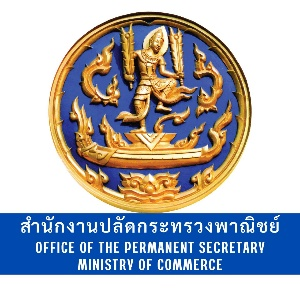 สำนักงานปลัดกระทรวงพาณิชย์
OFFICE OF THE PERMANENT SECRETARY
MINISTRY OF COMMERCE